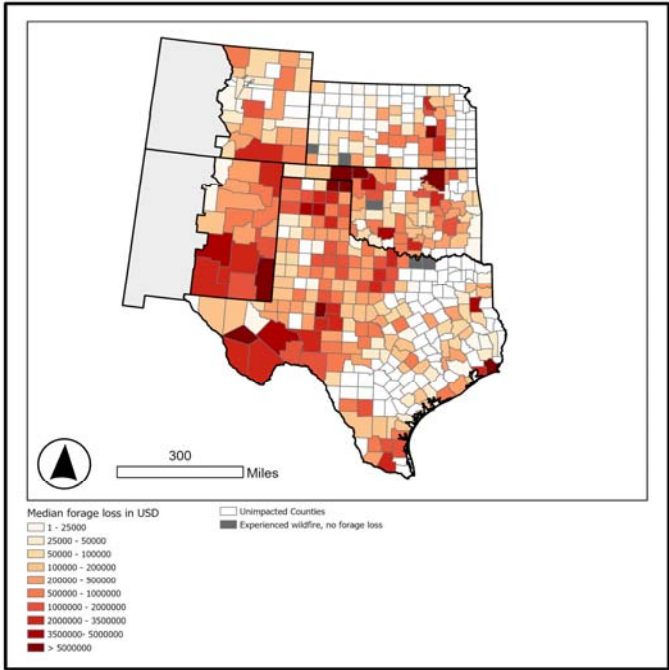 300
Miles
Median forage loss in USD
1 - 25000
25000 - 50000
50000 - 100000
100000 - 200000
200000 - 500000
500000 - 1000000
1000000 - 2000000
2000000 - 3500000
3500000- 5000000
> 5000000
Unimpacted Counties
Experienced wildfire, no forage loss